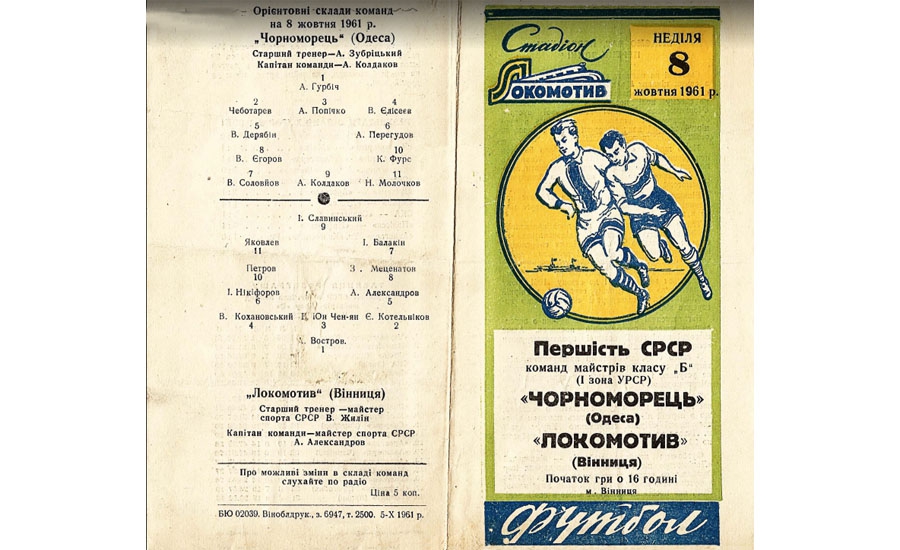 Орієнтовні склади команд
на 8 жовтня 1961 р.
„Чорноморець" (Одеса)
Старший тренер—А. Зубріцький
Капітан команди—А. Колдаков
1
А. Гурбіч
2 3 4
Чеботарев А. Попічко В. Єлісеєв
5 6
В. Дерябін А. Перегудов
8 10
В. Єгоров К. Фурс
7 9 11
В. Соловйов А. Колдаков Н. Молочков
І. Славинський
9
Яковлев І. Балакін
11 7
Петров З. Меценатов
10 8
І. Нікіфоров А. Александров
6 5
В. Кохановський Юн Чен-ян Є. Котельніков
4 3 2
Востров.
1
„Локомотив" (Вінниця)
Старший тренер —майстер
спорта СРСР В. Жилін
Капітан команди—майстер спорта СРСР
А. Александров
Про можливі зміни в складі команд
слухайте по радіо
Ціна 5 коп.
БЮ 02039. Віноблдрук., з. 6947, т. 2500. 5-X 1961 р.
Стадіон
Локомотив
НЕДІЛЯ
8
жовтня 1961 р.
Першість СРСР
команд майстрів класу „Б"
(I зона УРСР)
«ЧОРНОМОРЕЦЬ»
(Одеса)
«ЛОКОМОТИВ»
(Вінниця)
Початок гри о 16 годині
м. Вінниця
Футбол